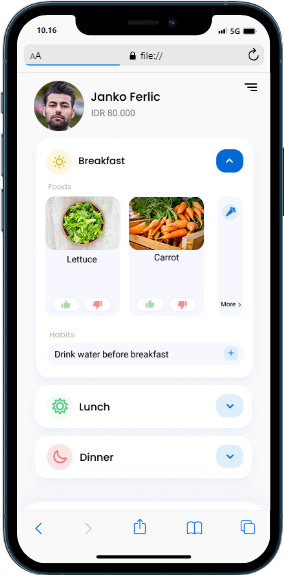 10.16
5G
AA
file://
Janko Ferlic
IDR 80.000
Breakfast
Foods
Lettuce
Carrot
More >
Habits
Drink water before breakfast
+
Lunch
Dinner